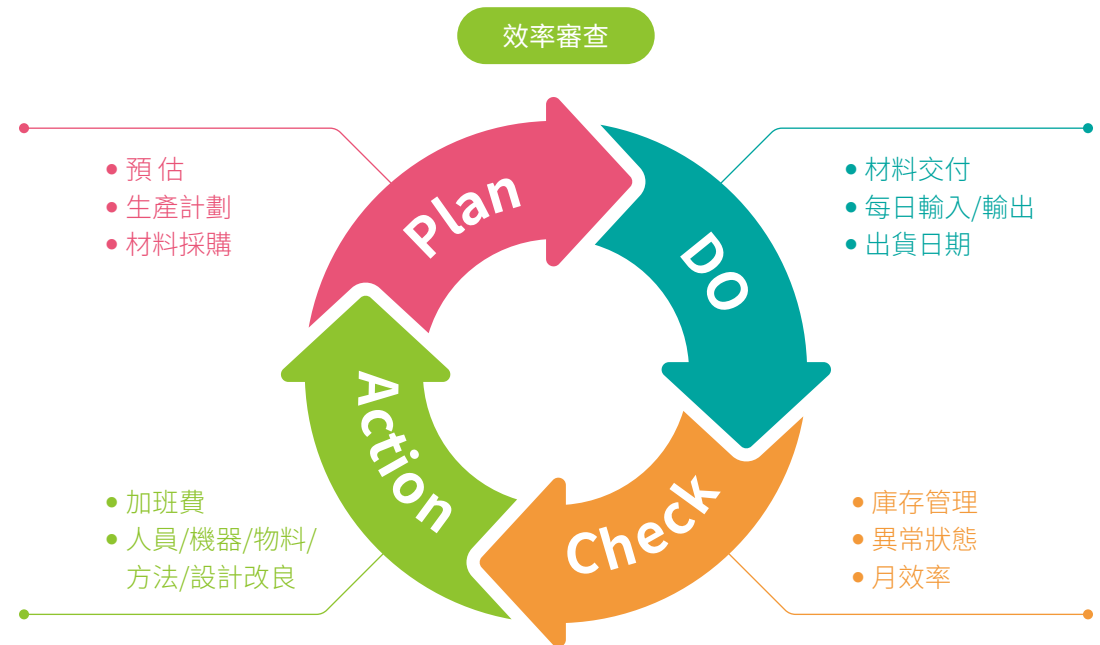 效率審查
Plan
預 估
生產計劃
材料採購
DO
材料交付
每日輸入/輸出
出貨日期
Check
庫存管理
異常狀態
月效率
Action
加班費
人員/機器/物料/
方法/設計改良